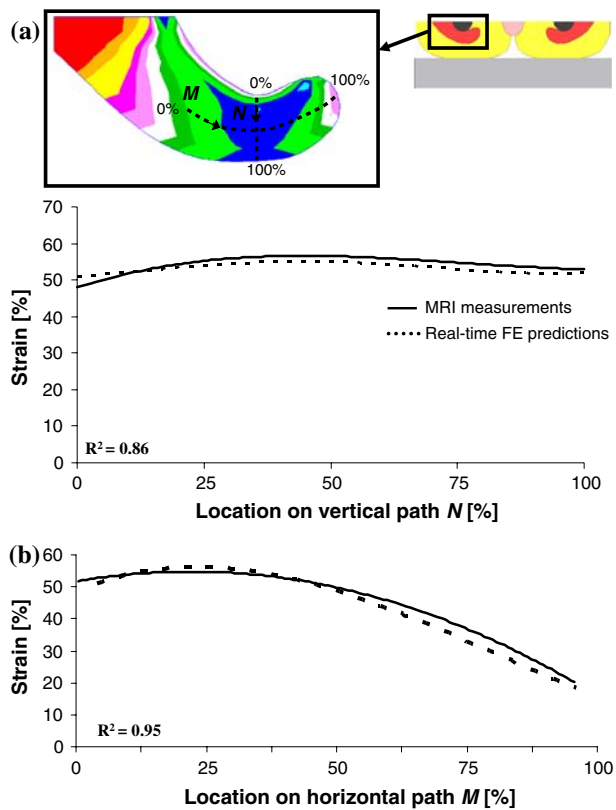 (a)
M
0%
0%
N
100%
100%
70
60
50
40
30
20
10
0
Strain [%]
MRI measurements
Real-time FE predictions
R² = 0.86
0
25
50
75
100
Location on vertical path N [%]
(b)
60
50
40
30
20
10
0
Strain [%]
R² = 0.95
0
25
50
75
100
Location on horizontal path M [%]